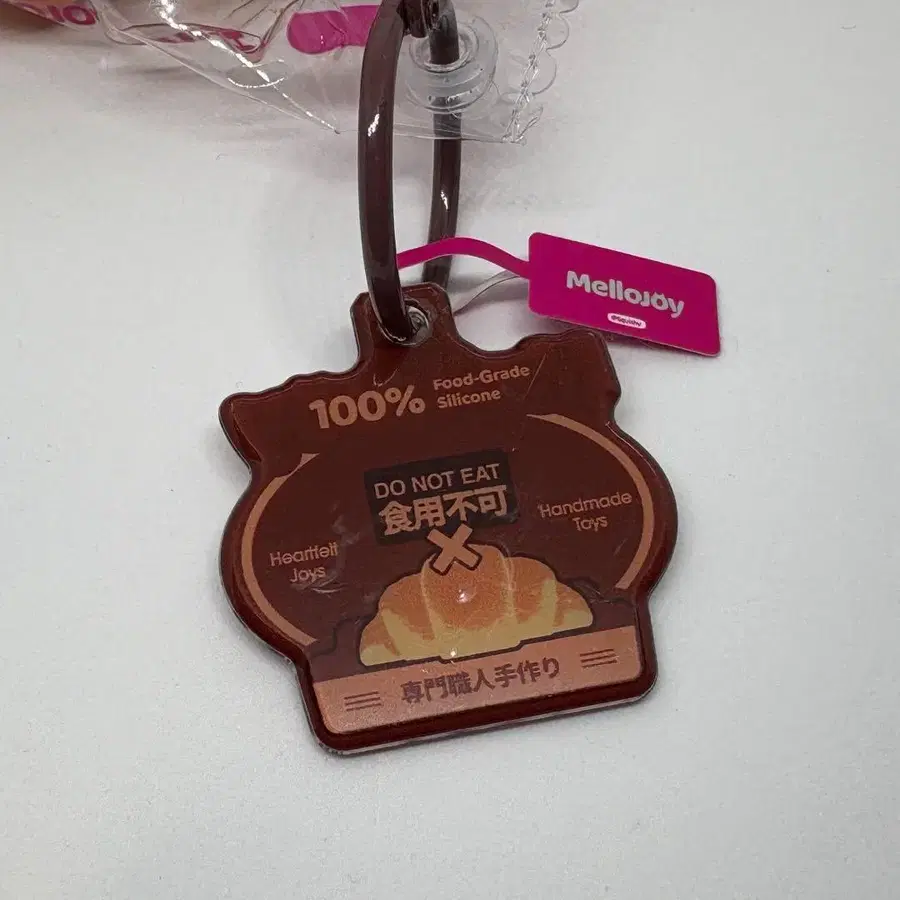 MelloJoy
100% Food-Grade
Silicone
DO NOT EAT
食用不可
Handmade
Toys
Heartfelt
Joys
専門職人手作り